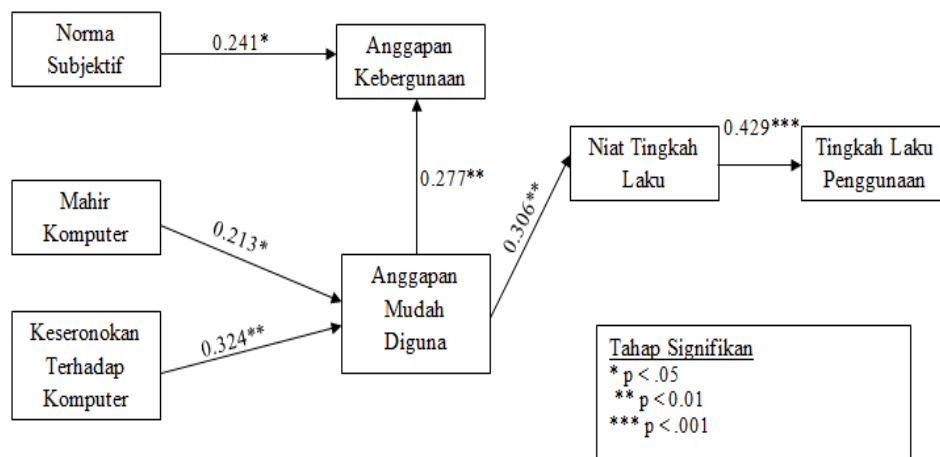 Norma
Subjektif
0.241*
Anggapan
Kebergunaan
0.277**
Niat Tingkah
Laku
0.429***
Tingkah Laku
Penggunaan
Mahir
Komputer
0.213*
0.306**
Anggapan
Mudah
Diguna
Keseronokan
Terhadap
Komputer
0.324**
Tahap Signifikan
* p < .05
** p < 0.01
*** p < .001